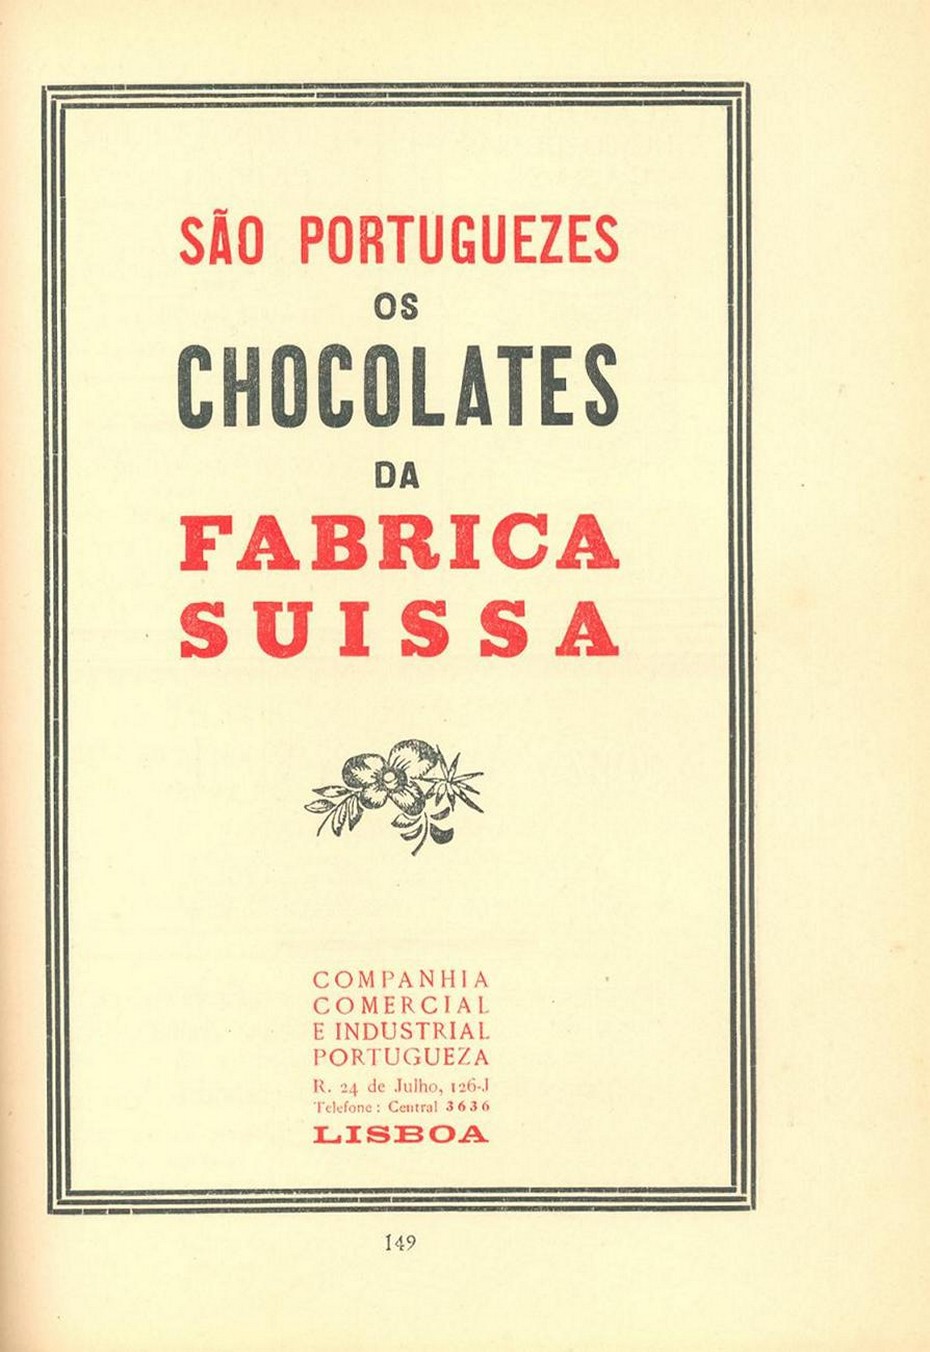 SÃO PORTUGUEZES
OS
CHOCOLATES
DA
FABRICA
SUISSA
COMPANHIA
COMERCIAL
E INDUSTRIAL
PORTUGUEZA
R. 24 de Julho, 126-J
Telefone: Central 3636
LISBOA
149